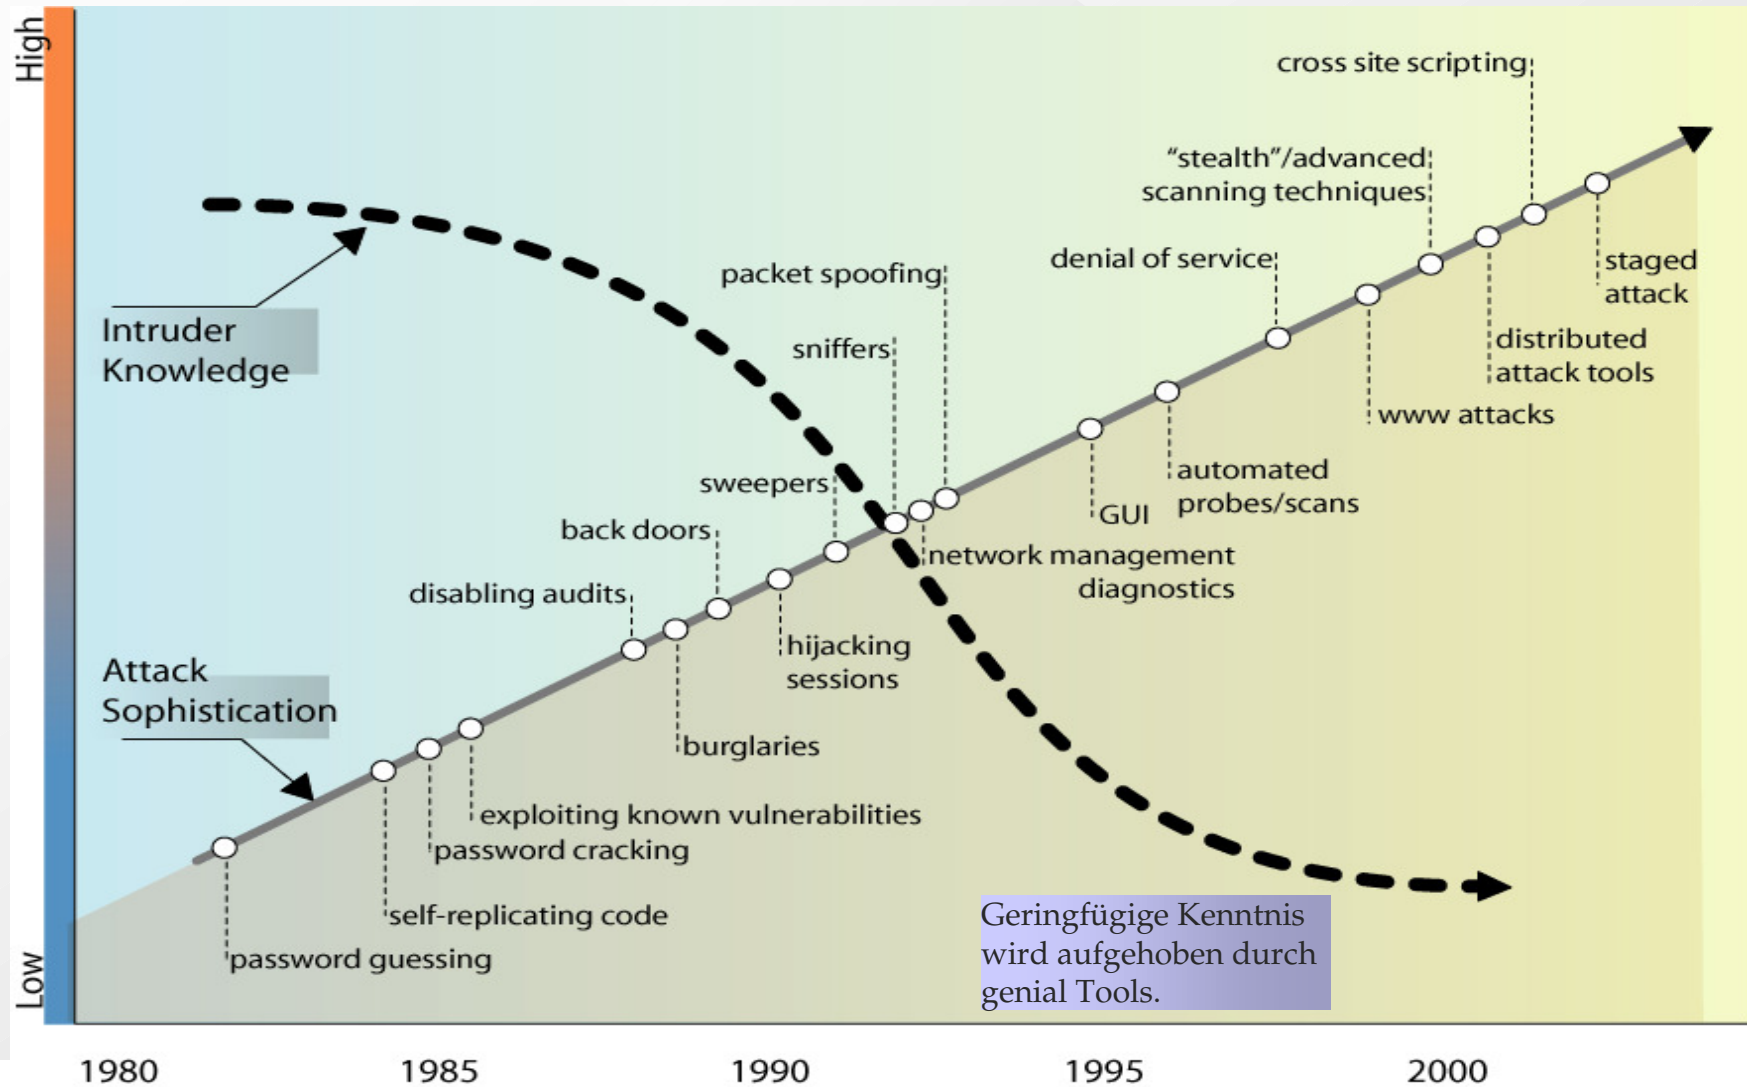 High
cross site scripting
“stealth”/advanced
scanning techniques
denial of service
packet spoofing
staged
attack
Intruder
Knowledge
sniffers
distributed
attack tools
www attacks
sweepers
automated
probes/scans
GUI
back doors
network management
diagnostics
disabling audits
hijacking
sessions
Attack
Sophistication
burglaries
exploiting known vulnerabilities
password cracking
self-replicating code
password guessing
Geringfügige Kenntnis
wird aufgehoben durch
genial Tools.
Low
1980 1985 1990 1995 2000